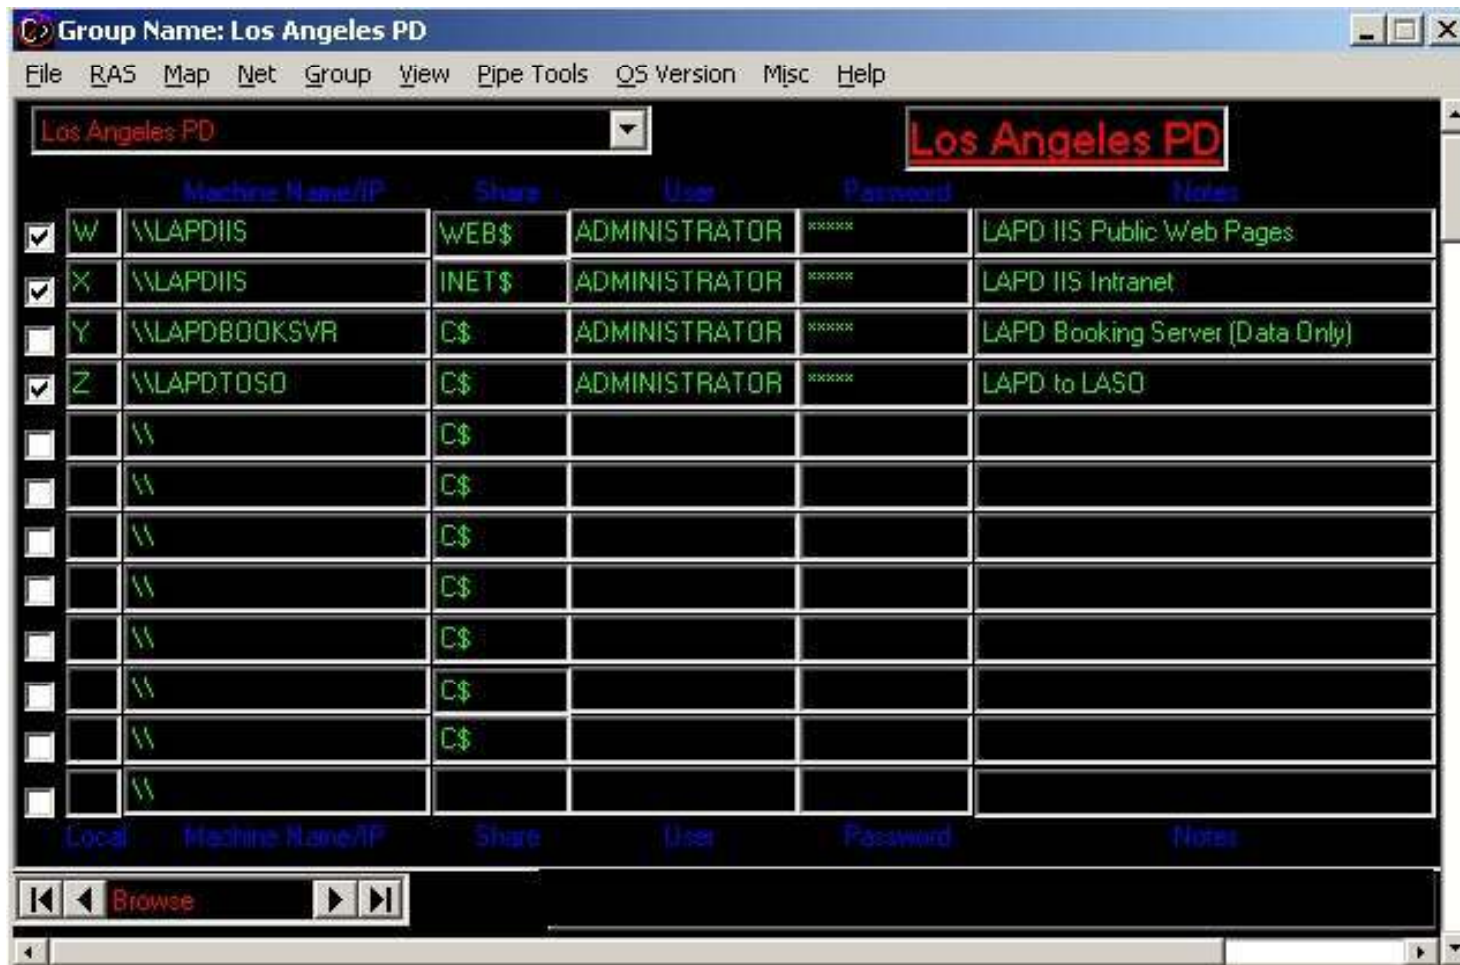 Group Name: Los Angeles PD
File RAS Map Net Group View Pipe Tools OS Version Misc Help
Los Angeles PD
Los Angeles PD
Machine Name/IP Share User Password Notes
W \\LAPDIIS WEB$ ADMINISTRATOR ***** LAPD IIS Public Web Pages
X \\LAPDIIS INET$ ADMINISTRATOR ***** LAPD IIS Intranet
Y \\LAPDBOOKSVR C$ ADMINISTRATOR ***** LAPD Booking Server (Data Only)
Z \\LAPDTOSO C$ ADMINISTRATOR ***** LAPD to LASO
\\ C$
\\ C$
\\ C$
\\ C$
\\ C$
\\ C$
\\ C$
\\
Local Machine Name/IP Share User Password Notes
Browse